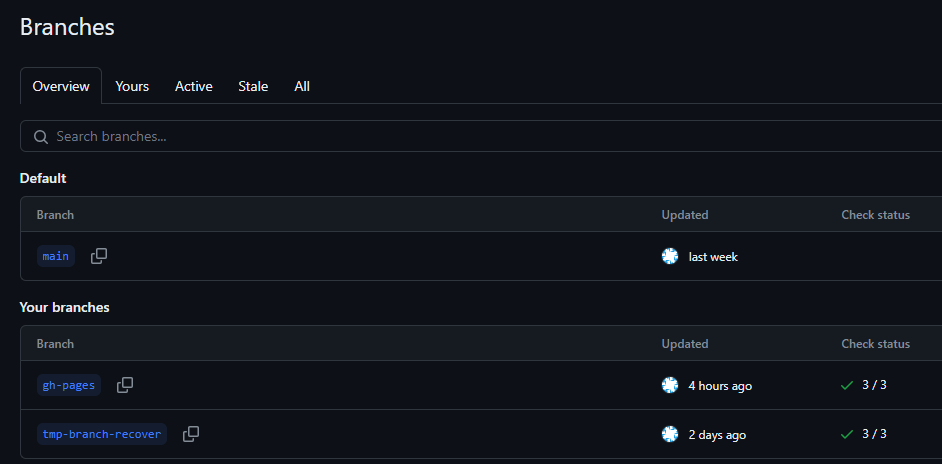 Branches
Overview Yours Active Stale All
Search branches...
Default
Branch Updated Check status
main last week
Your branches
Branch Updated Check status
gh-pages 4 hours ago 3 / 3
tmp-branch-recover 2 days ago 3 / 3